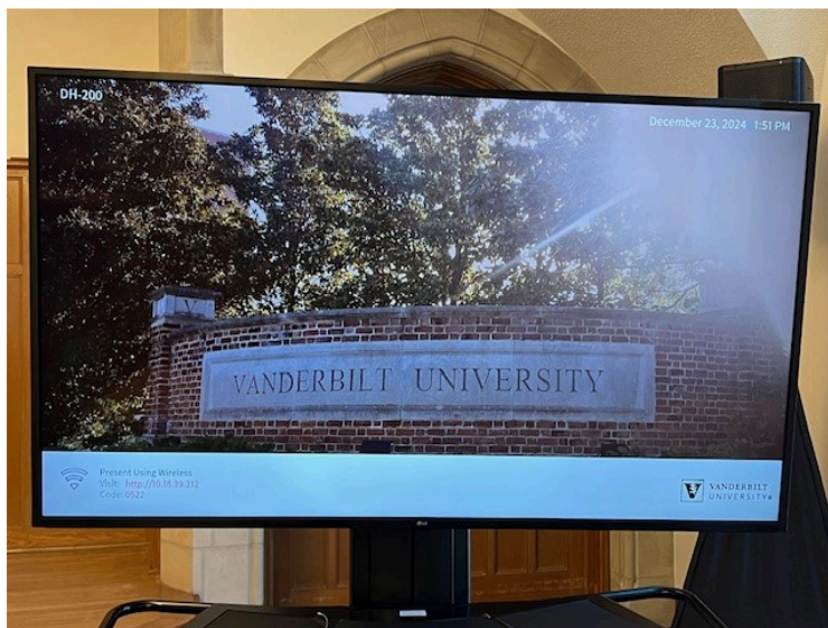 DH-200
December 23, 2024 1:51 PM
V
VANDERBILT UNIVERSITY
Present Using Wireless
Visit: http://10.16.39.212
Code: 0522
V
VANDERBILT
UNIVERSITY®
LG